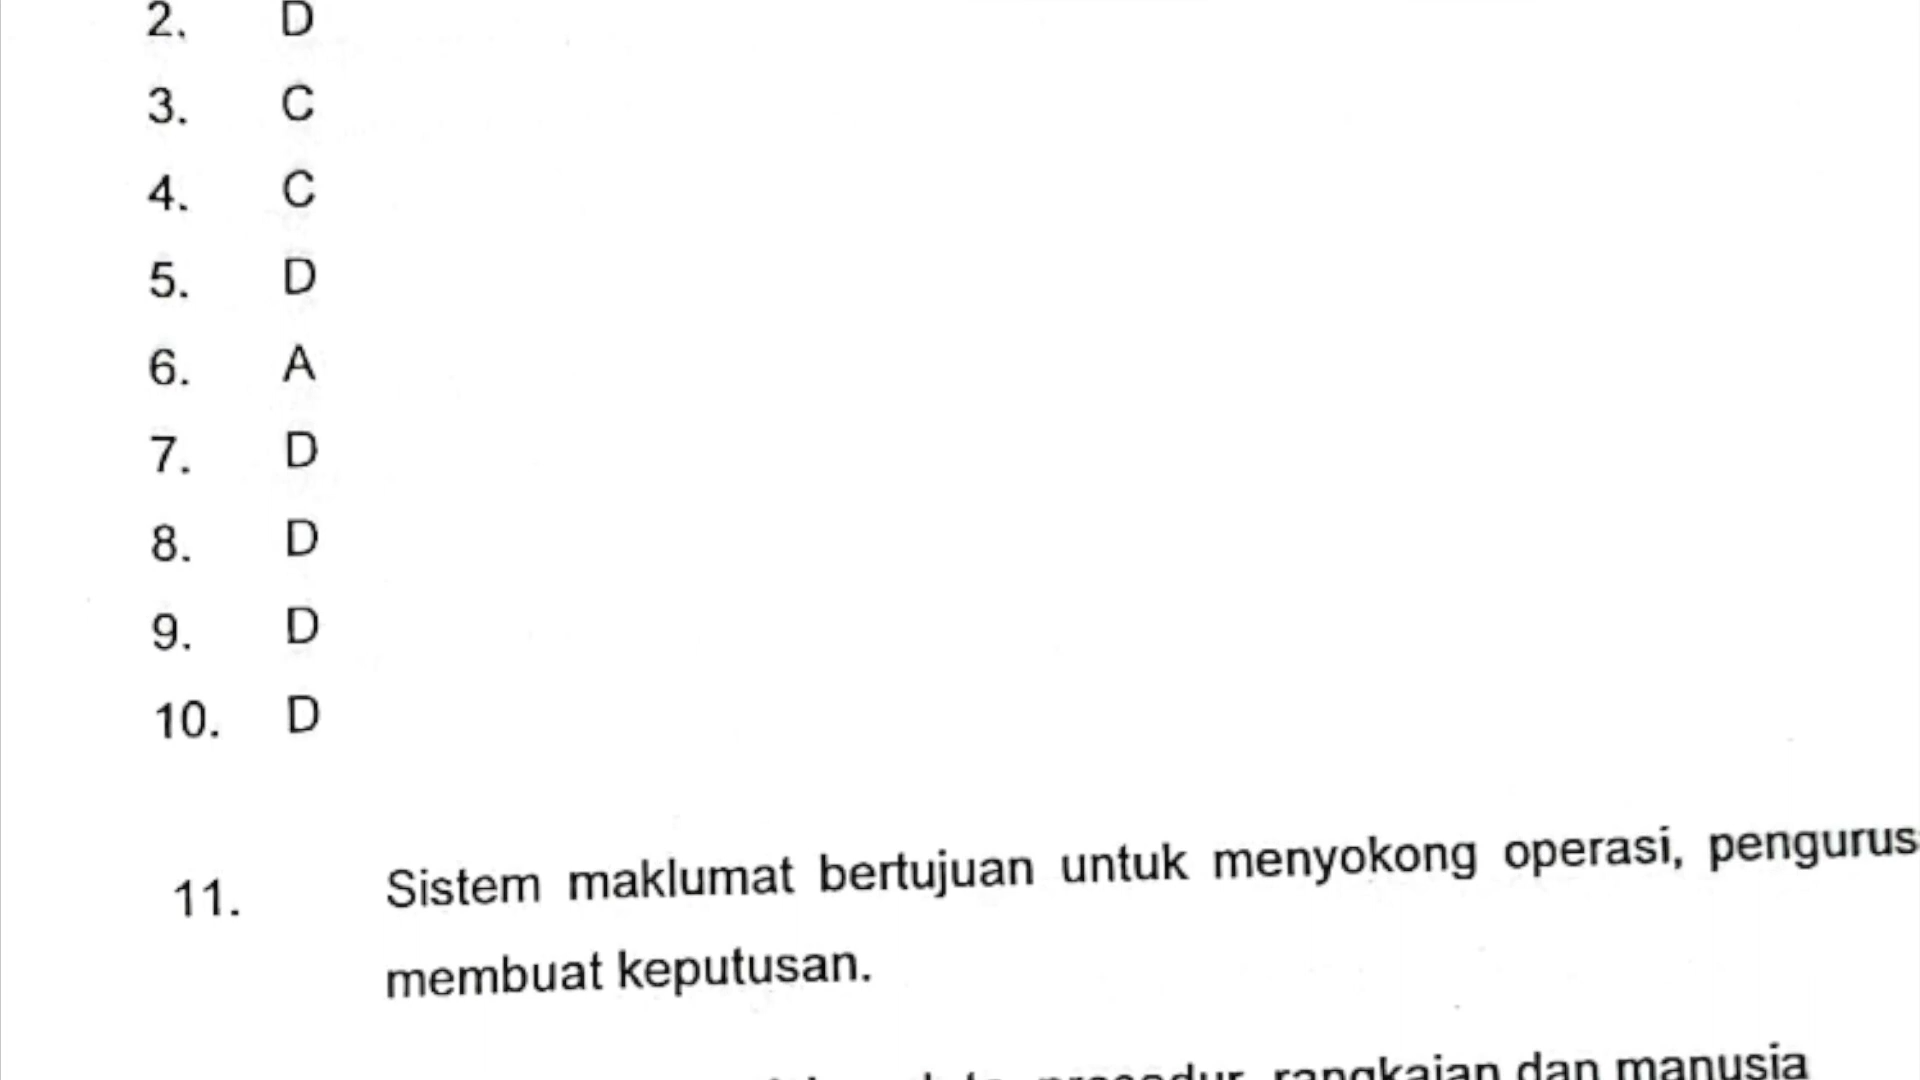 2. D
3. C
4. C
5. D
6. A
7. D
8. D
9. D
10. D
11. Sistem maklumat bertujuan untuk menyokong operasi, pengurus
membuat keputusan.
rangkaian dan manusia